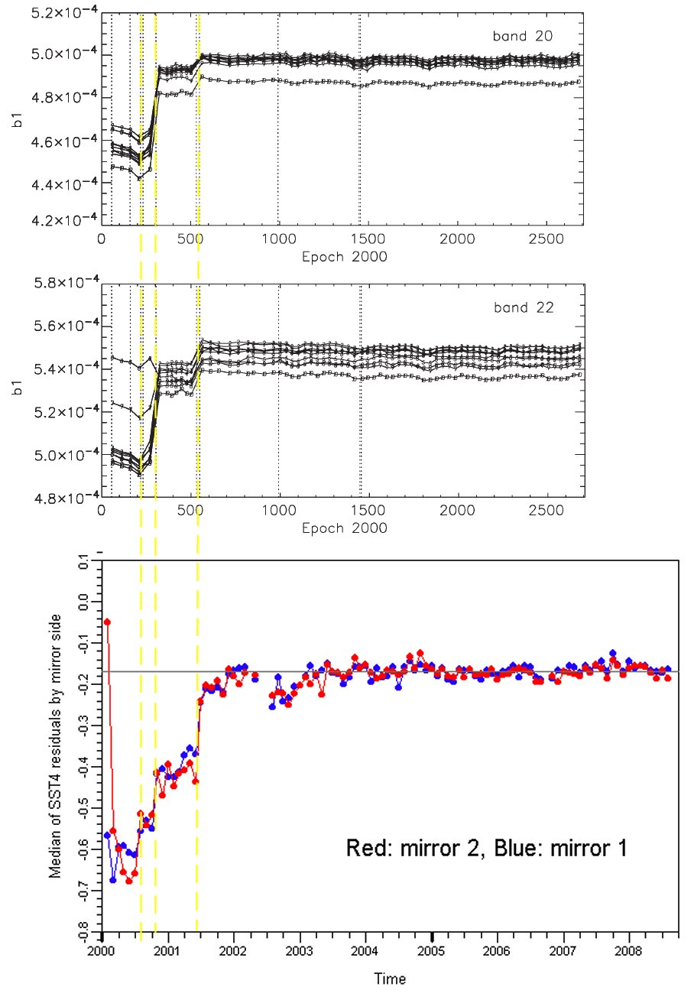 5.2×10⁻⁴
band 20
5.0×10⁻⁴
4.8×10⁻⁴
b1
4.6×10⁻⁴
4.4×10⁻⁴
4.2×10⁻⁴
0 500 1000 1500 2000 2500
Epoch 2000
5.8×10⁻⁴
band 22
5.6×10⁻⁴
5.4×10⁻⁴
b1
5.2×10⁻⁴
5.0×10⁻⁴
4.8×10⁻⁴
0 500 1000 1500 2000 2500
Epoch 2000
0.1
0.0
-0.1
-0.2
-0.3
-0.4
-0.5
-0.6
-0.7
-0.8
Median of SST4 residuals by mirror side
Red: mirror 2, Blue: mirror 1
2000 2001 2002 2003 2004 2005 2006 2007 2008
Time